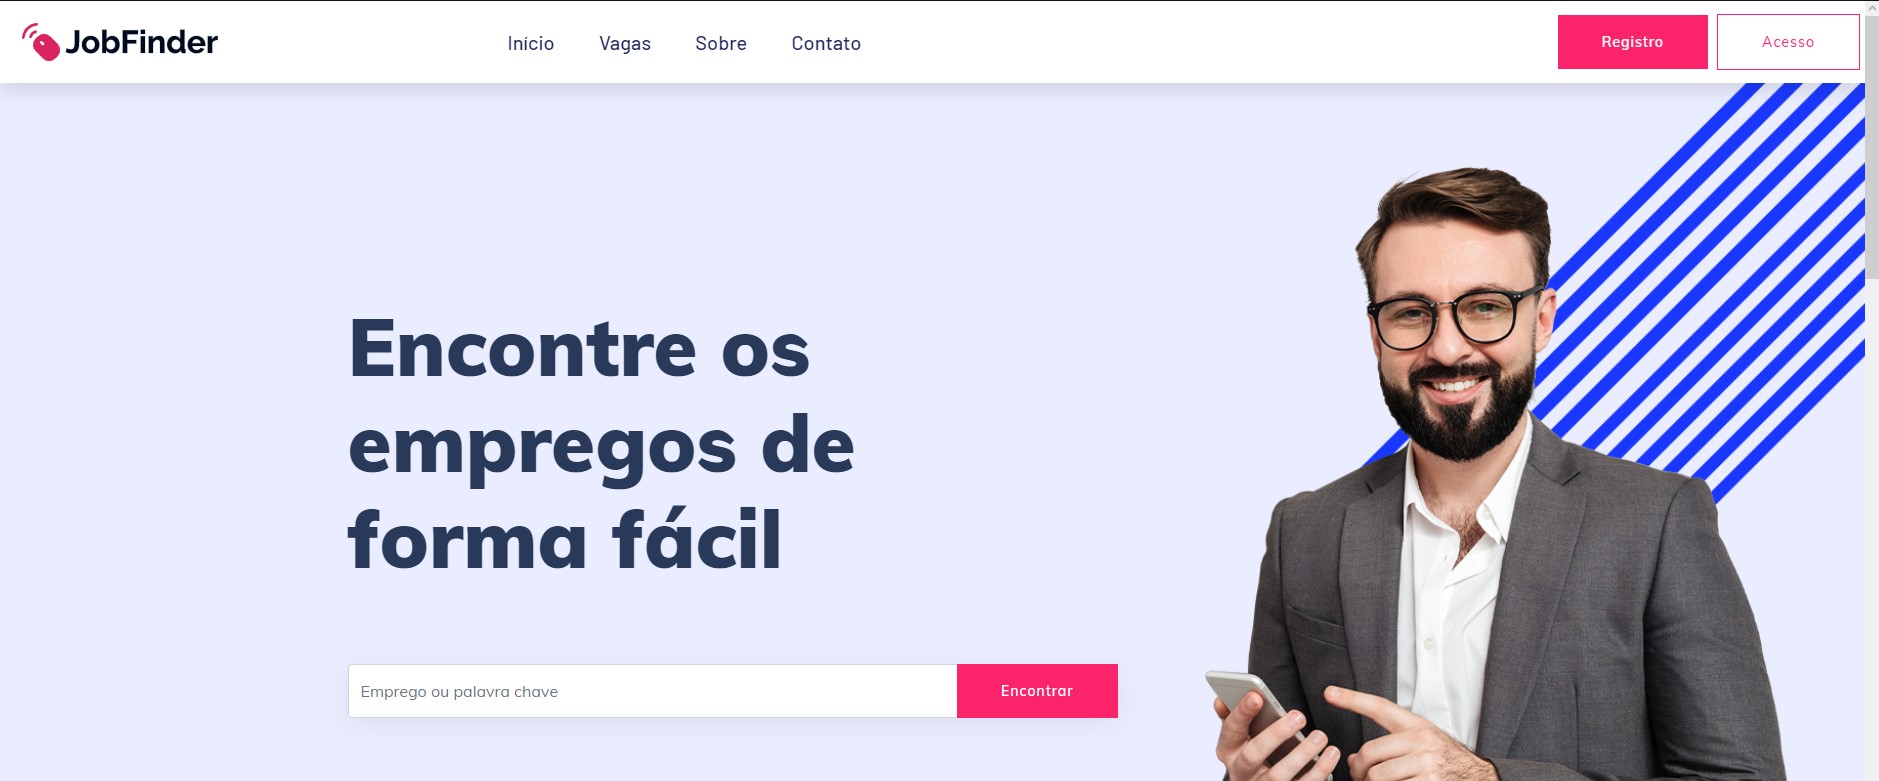 JobFinder
Início Vagas Sobre Contato
Registro Acesso
Encontre os
empregos de
forma fácil
Emprego ou palavra chave
Encontrar